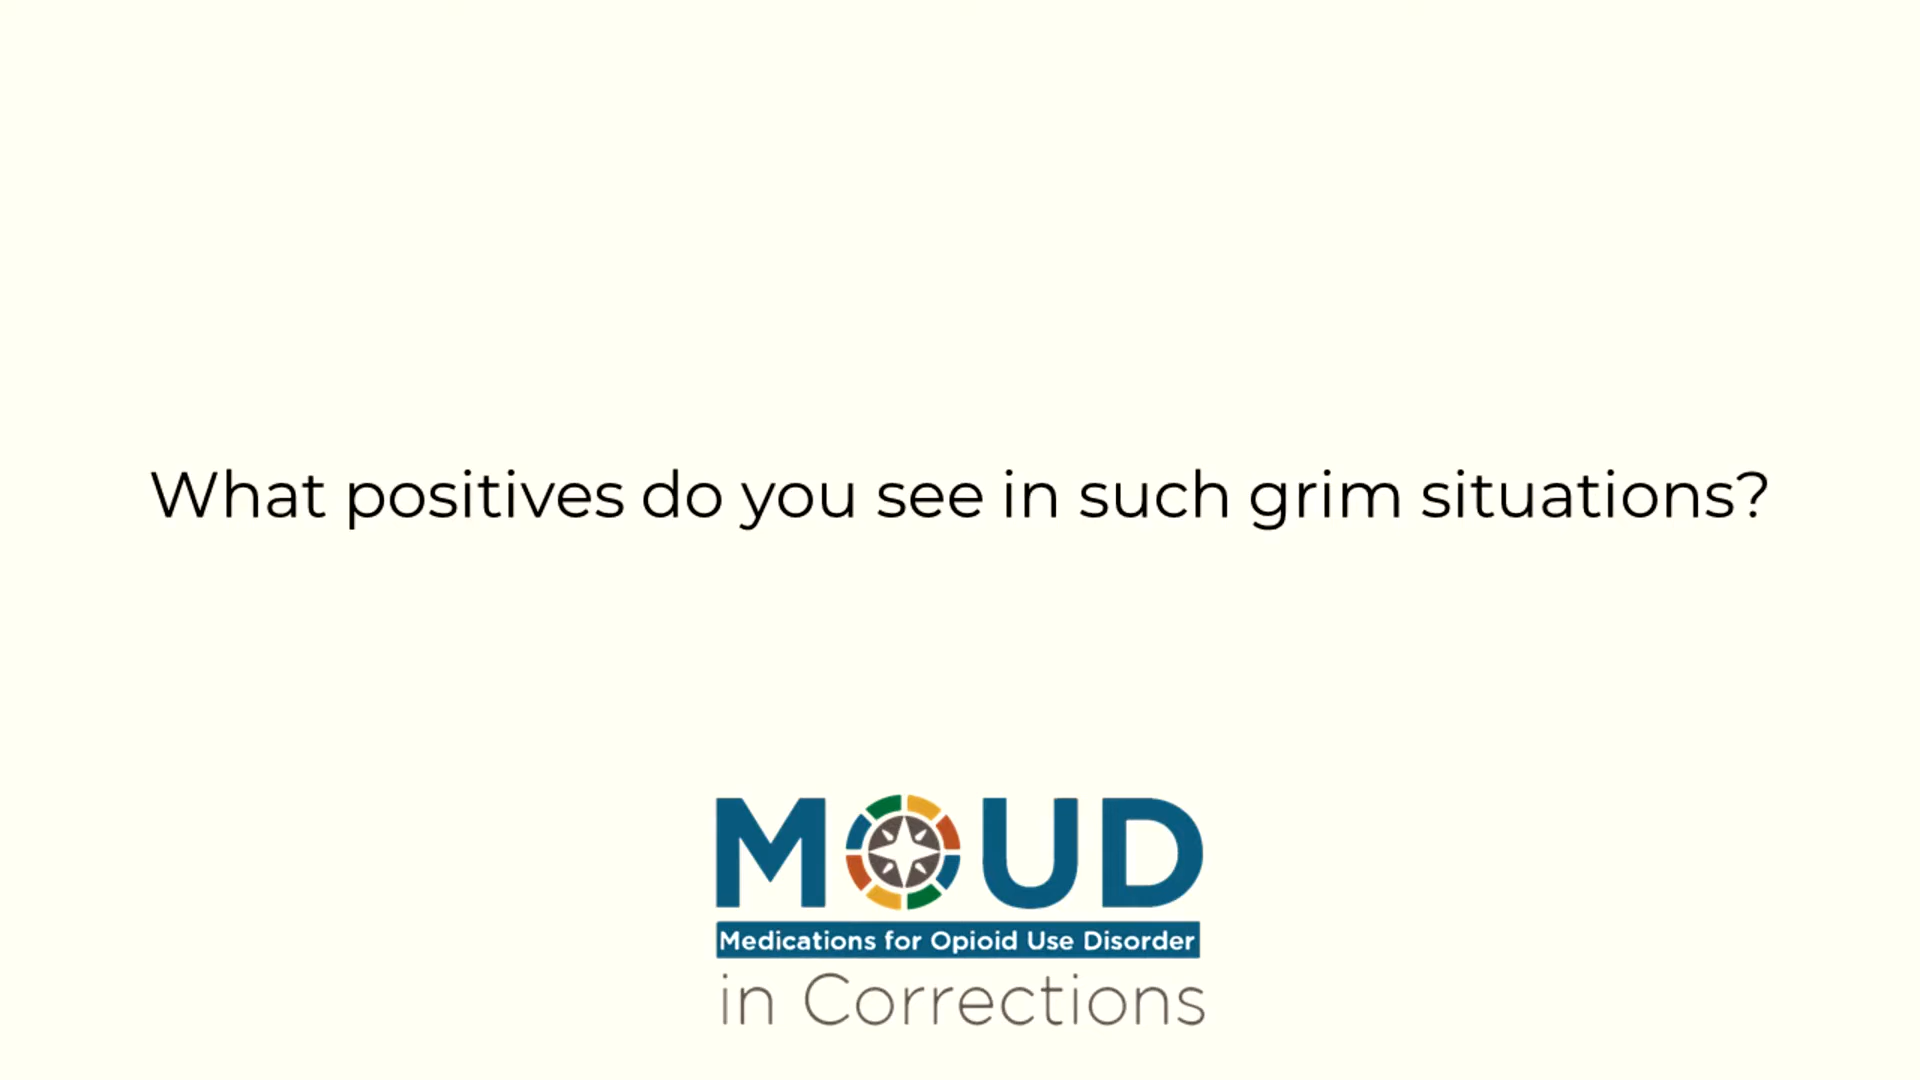 What positives do you see in such grim situations?
MOUD
Medications for Opioid Use Disorder
in Corrections